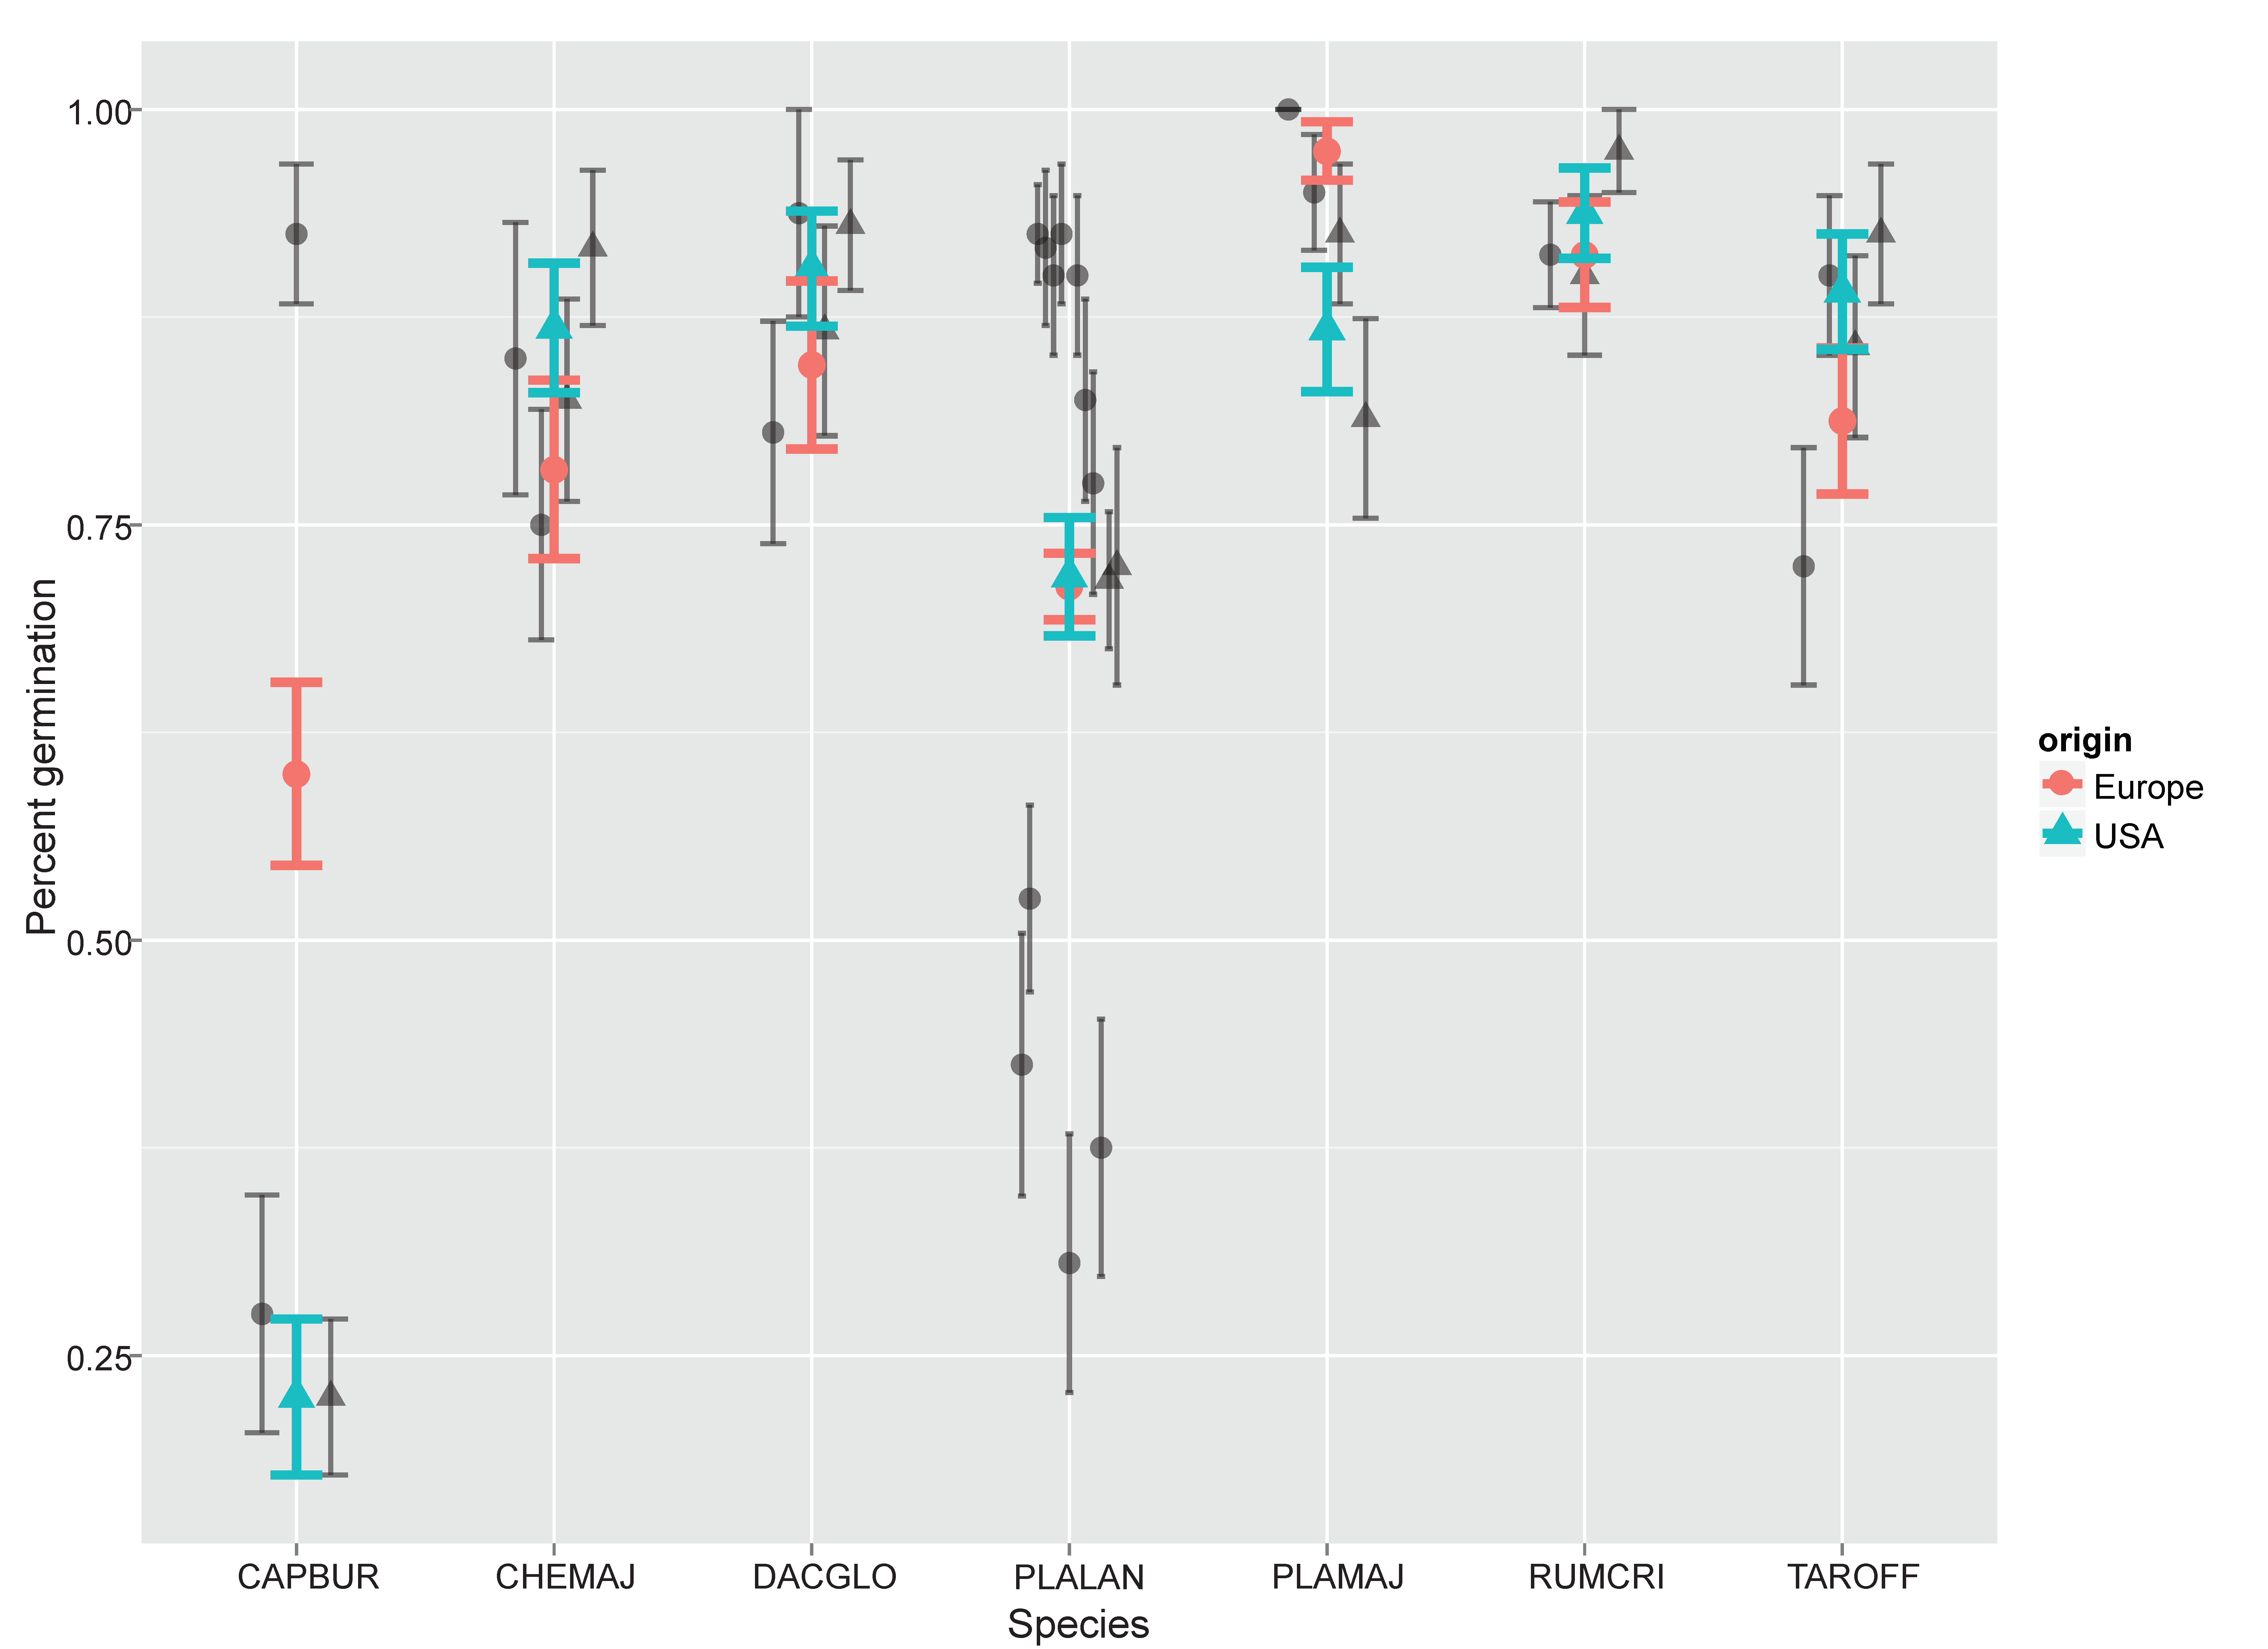 1.00
0.75
0.50
0.25
Percent germination
CAPBUR CHEMAJ DACGLO PLALAN PLAMAJ RUMCRI TAROFF
Species
origin
Europe
USA